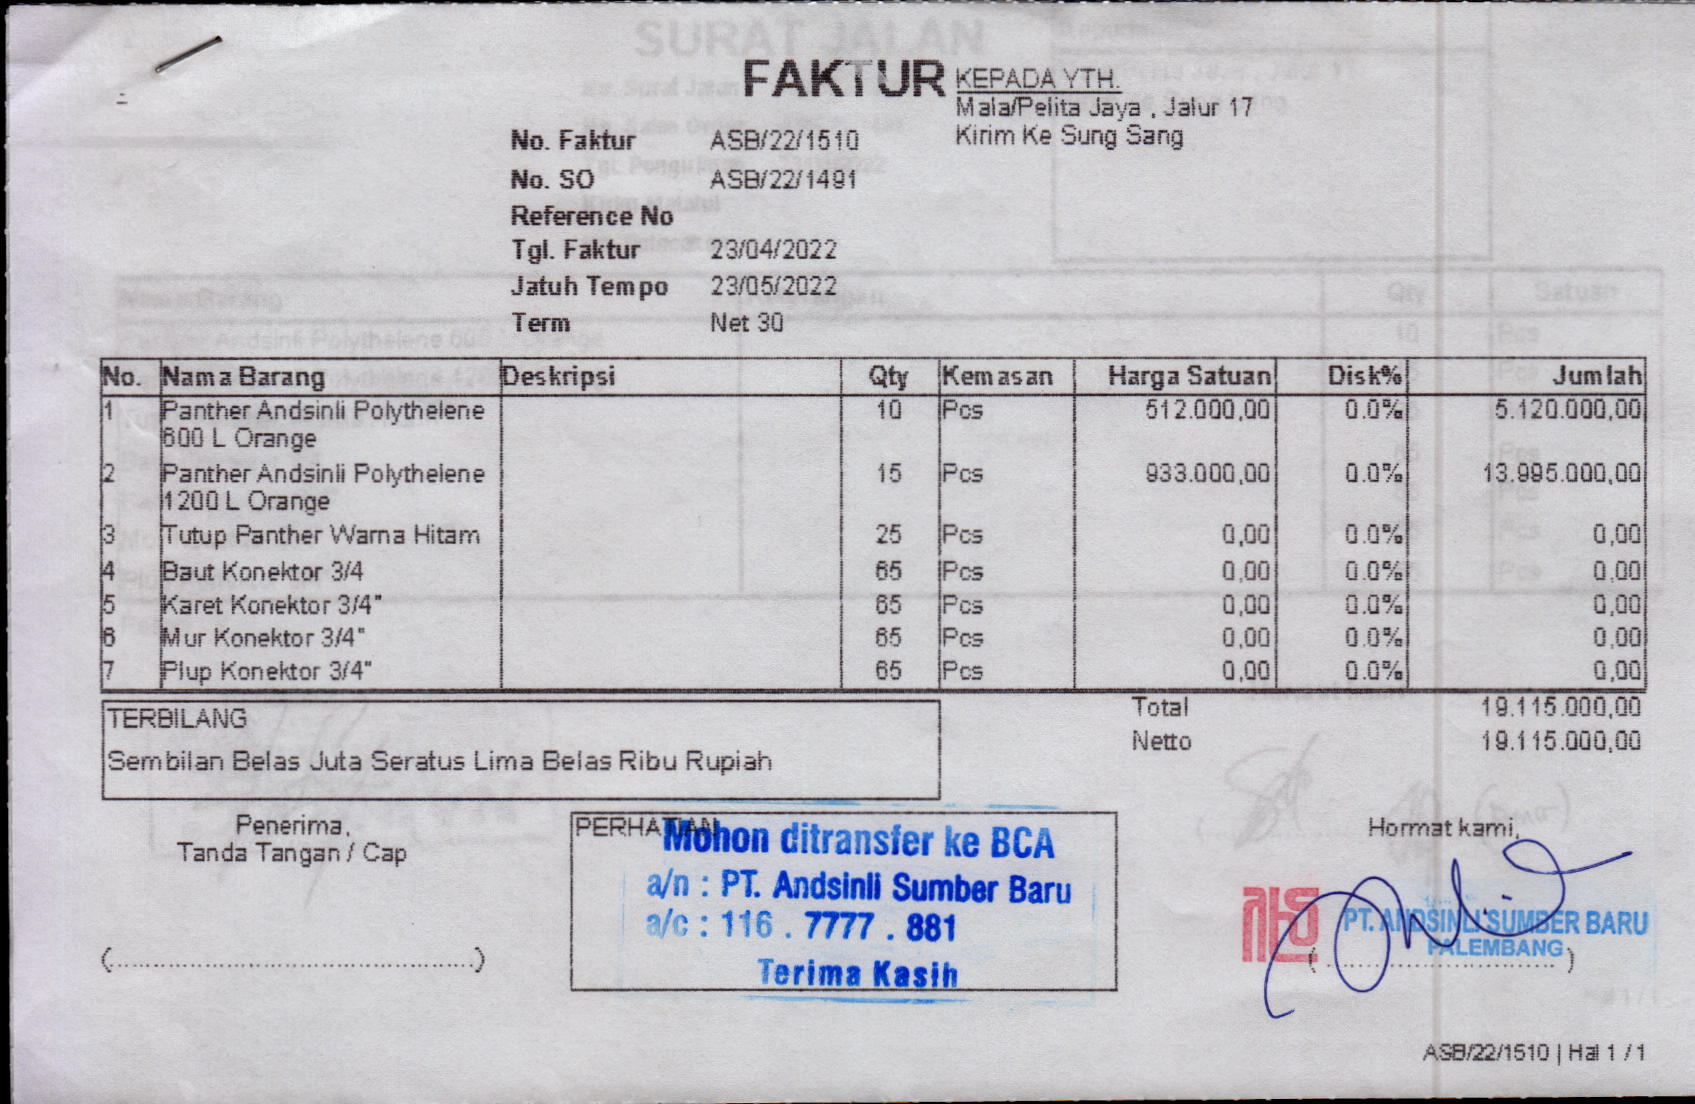 FAKTUR
KEPADA YTH.
Mala/Pelita Jaya , Jalur 17
Kirim Ke Sung Sang
No. Faktur ASB/22/1510
No. SO ASB/22/1491
Reference No
Tgl. Faktur 23/04/2022
Jatuh Tempo 23/05/2022
Term Net 30
No. Nama Barang Deskripsi Qty Kemasan Harga Satuan Disk% Jumlah
1 Panther Andsinli Polythelene 10 Pcs 512.000,00 0.0% 5.120.000,00
600 L Orange
2 Panther Andsinli Polythelene 15 Pcs 933.000,00 0.0% 13.995.000,00
1200 L Orange
3 Tutup Panther Warna Hitam 25 Pcs 0,00 0.0% 0,00
4 Baut Konektor 3/4 65 Pcs 0,00 0.0% 0,00
5 Karet Konektor 3/4" 65 Pcs 0,00 0.0% 0,00
6 Mur Konektor 3/4" 65 Pcs 0,00 0.0% 0,00
7 Plup Konektor 3/4" 65 Pcs 0,00 0.0% 0,00
Total 19.115.000,00
Netto 19.115.000,00
TERBILANG
Sembilan Belas Juta Seratus Lima Belas Ribu Rupiah
Penerima,
Tanda Tangan / Cap
PERHATIAN
Mohon ditransfer ke BCA
a/n : PT. Andsinli Sumber Baru
a/c : 116 . 7777 . 881
Terima Kasih
Hormat kami,
PT. ANDSINLI SUMBER BARU
PALEMBANG
ASB/22/1510 | Hal 1 / 1